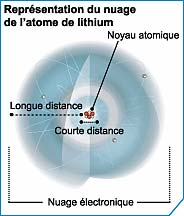 Représentation du nuage
de l'atome de lithium
Noyau atomique
Longue distance
Courte distance
Nuage électronique